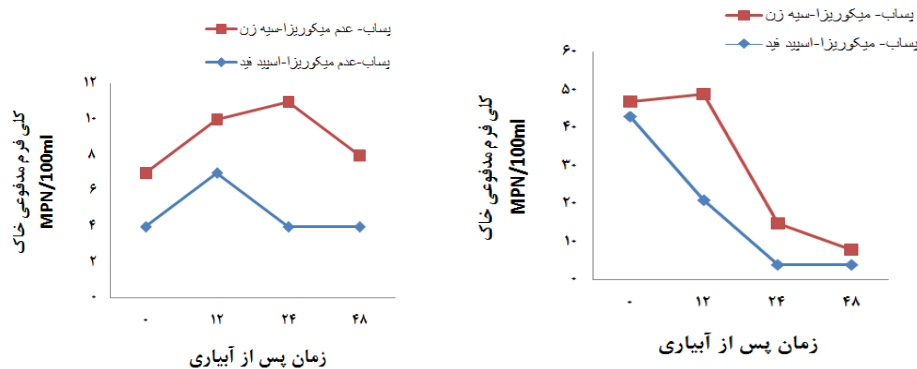 پساب- عدم میکوریزا-سیه زن
پساب-عدم میکوریزا-اسپید فید
۱۲
۱۰
۸
۶
۴
۲
۰
کلی فرم مدفوعی خاک
MPN/100ml
۰ ۱۲ ۲۴ ۴۸
زمان پس از آبیاری
پساب- میکوریزا-سیه زن
پساب- میکوریزا-اسپید فید
۶۰
۵۰
۴۰
۳۰
۲۰
۱۰
۰
کلی فرم مدفوعی خاک
MPN/100ml
۰ ۱۲ ۲۴ ۴۸
زمان پس از آبیاری